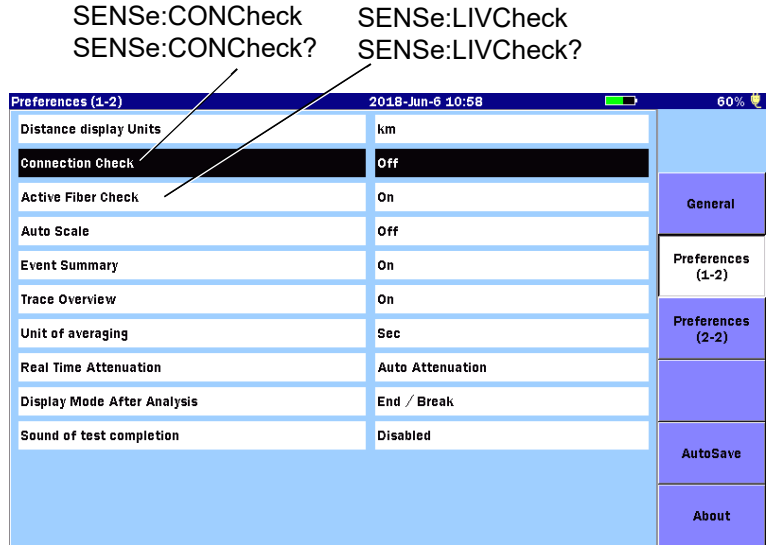 SENSe:CONCheck SENSe:LIVCheck
SENSe:CONCheck? SENSe:LIVCheck?
Preferences (1-2) 2018-Jun-6 10:58 60%
Distance display Units km
Connection Check Off
Active Fiber Check On
Auto Scale Off
Event Summary On
Trace Overview On
Unit of averaging Sec
Real Time Attenuation Auto Attenuation
Display Mode After Analysis End / Break
Sound of test completion Disabled
General
Preferences
(1-2)
Preferences
(2-2)
AutoSave
About